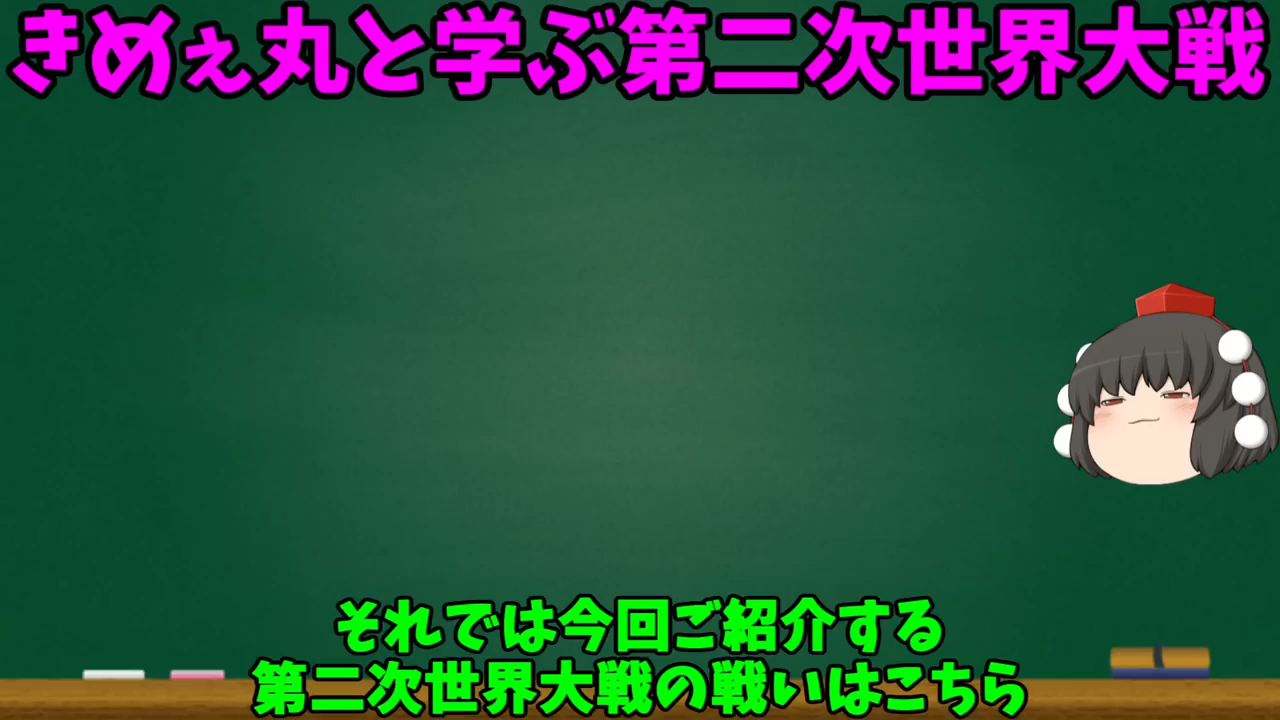 きめぇ丸と学ぶ第二次世界大戦
それでは今回ご紹介する
第二次世界大戦の戦いはこちら